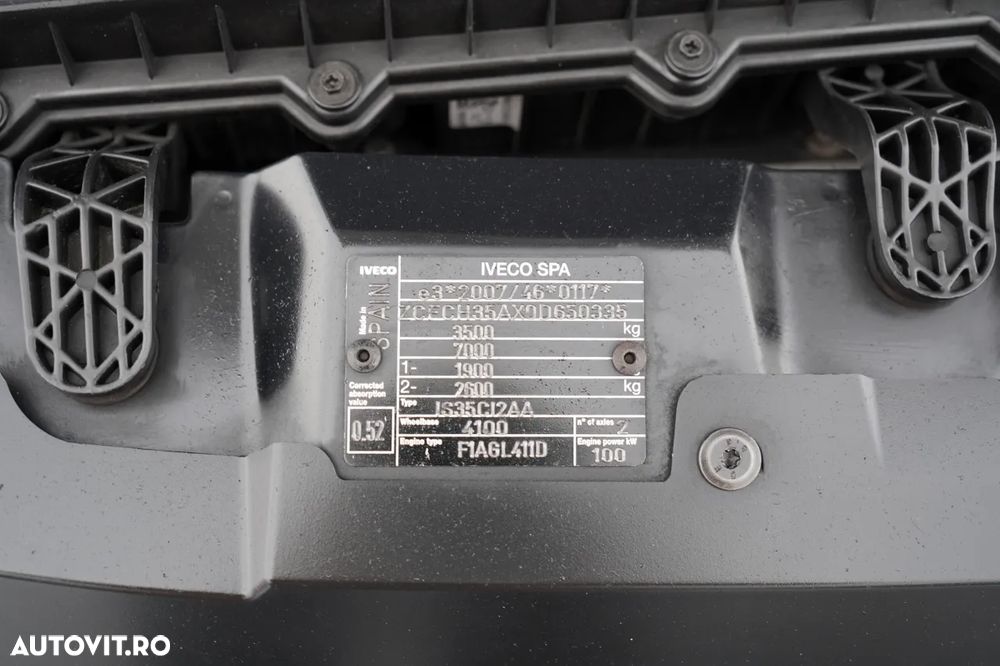 IVECO IVECO SPA
Made in SPAIN
e3*2007/46*0117*
ZCFCH35AX0D650335
3500 kg
7000
1- 1900
2- 2600 kg
Corrected absorption value
0.52
Type IS35CI2AA
Wheelbase 4100 n° of axles 2
Engine type F1AGL411D Engine power kW 100
AUTOVIT.RO